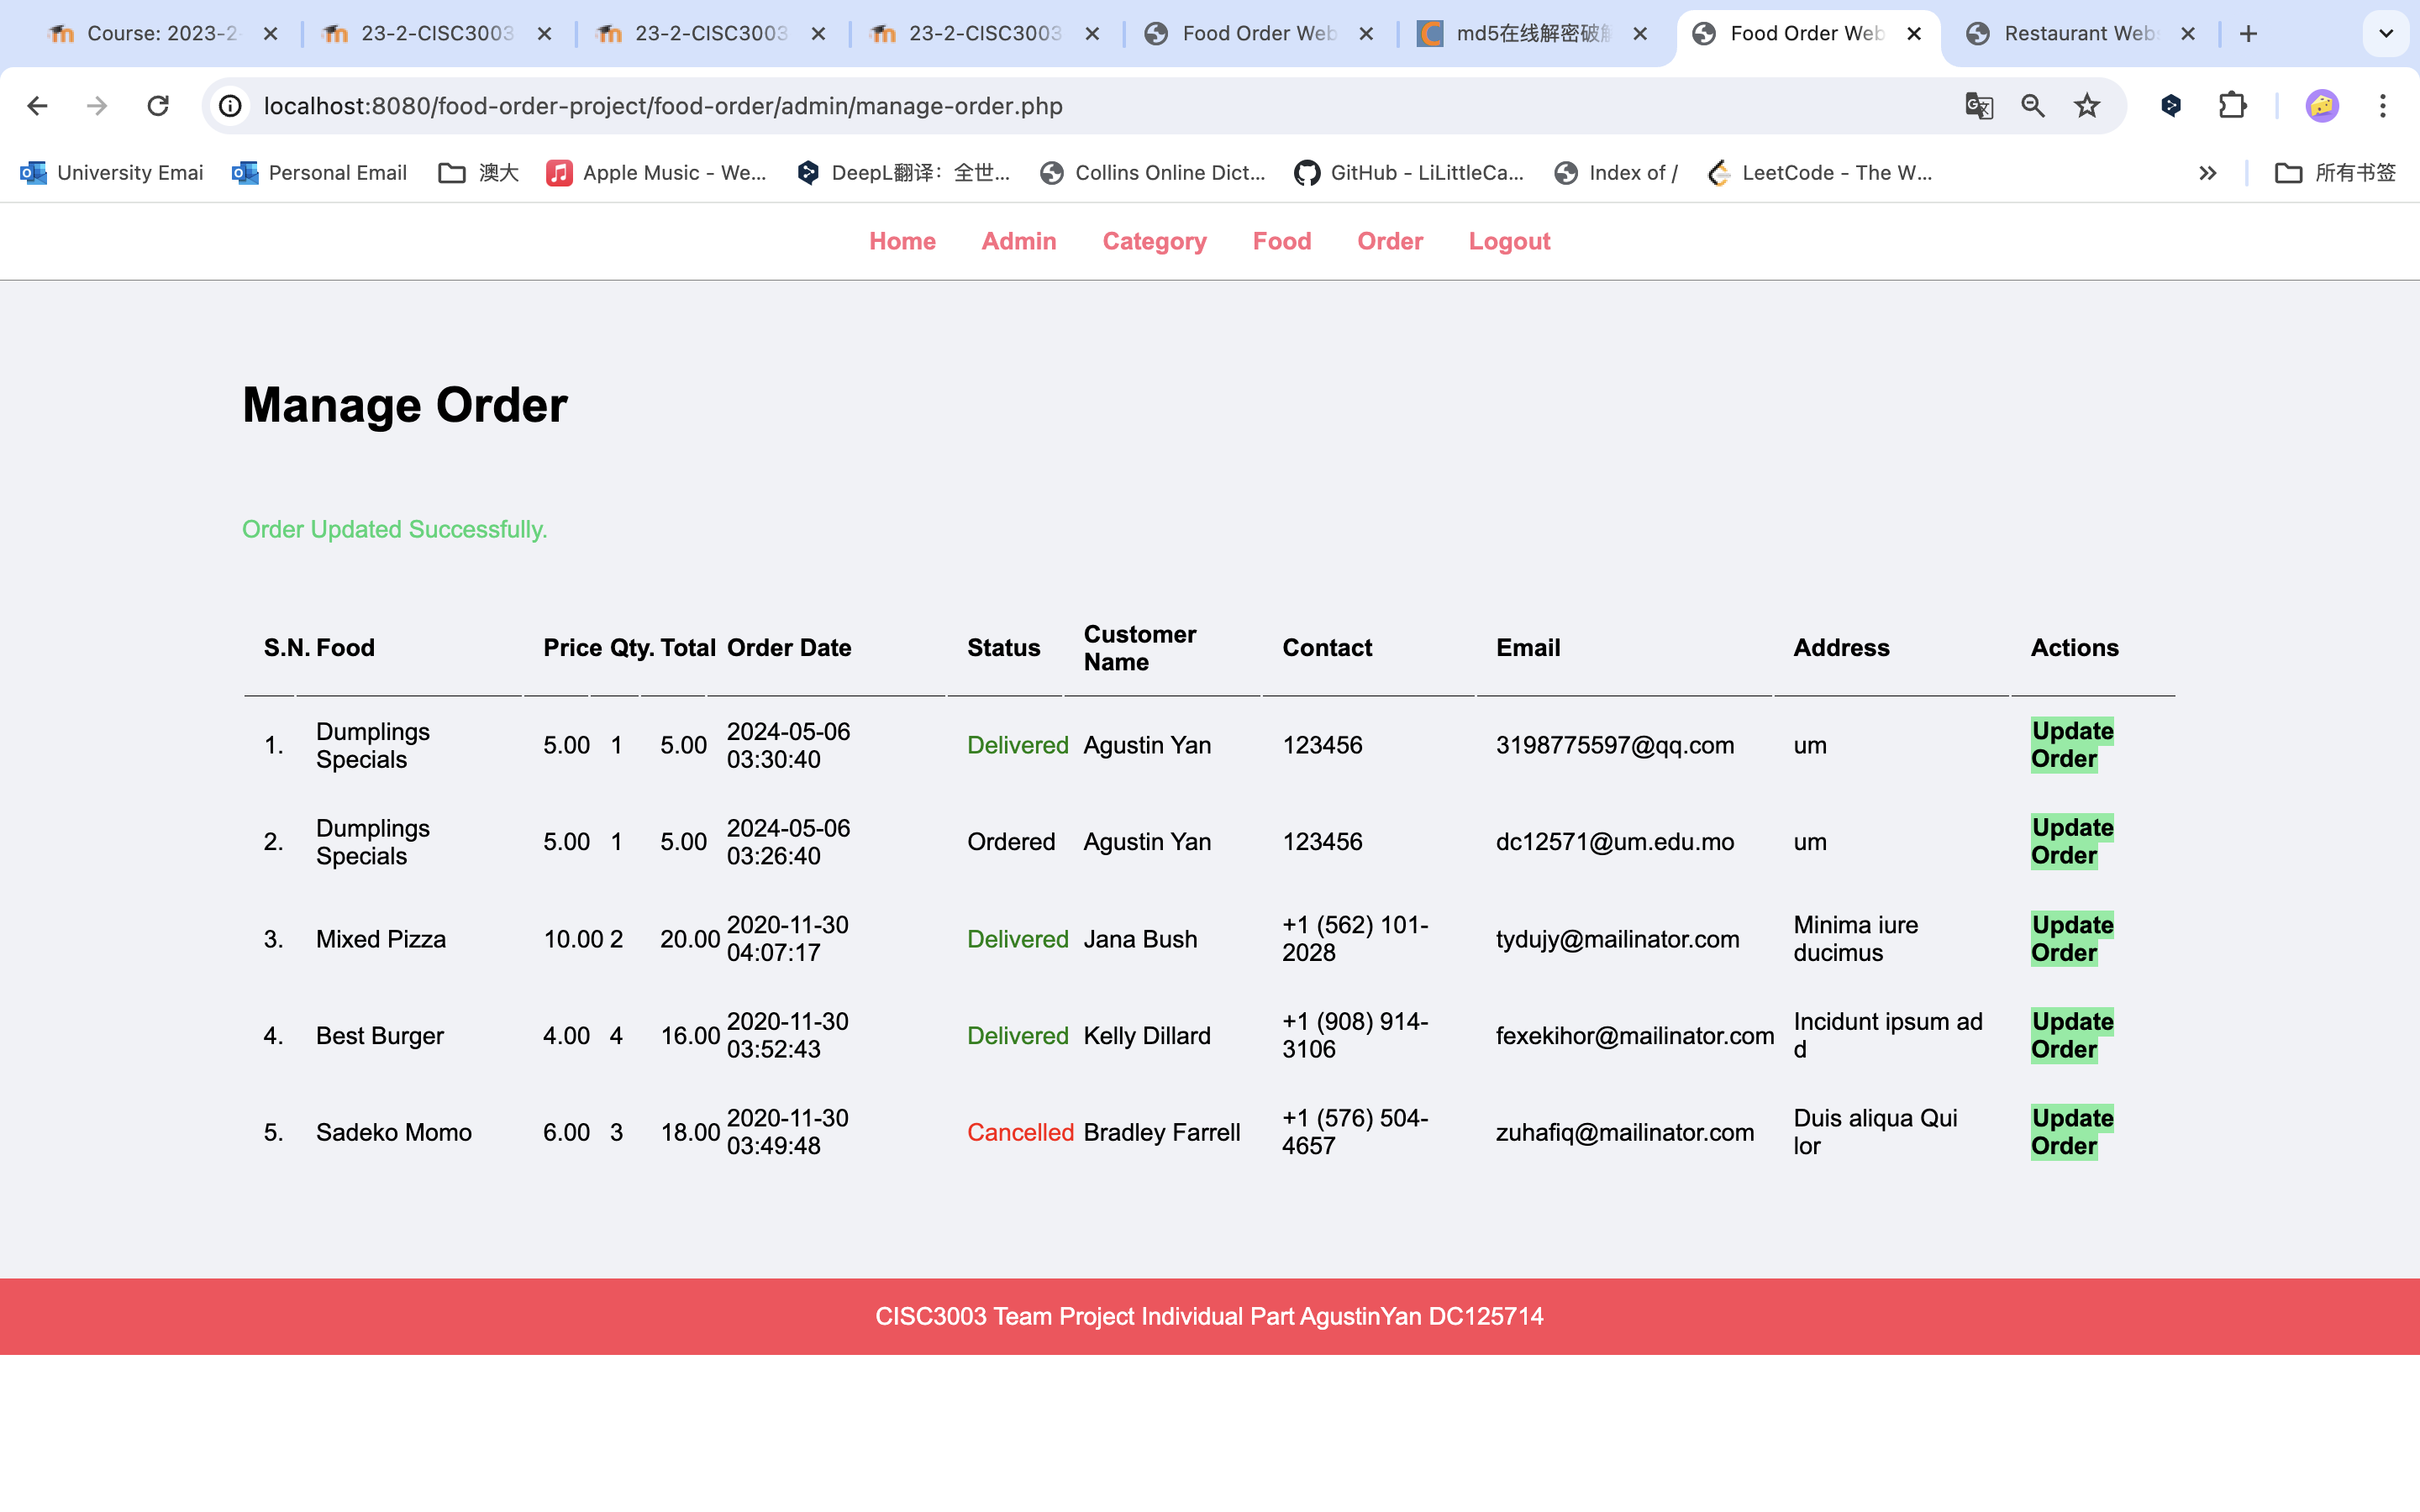 Course: 2023-2
23-2-CISC3003
23-2-CISC3003
23-2-CISC3003
Food Order Web
md5在线解密破解
Food Order Web
Restaurant Webs
localhost:8080/food-order-project/food-order/admin/manage-order.php
University Emai
Personal Email
澳大
Apple Music - We...
DeepL翻译：全世...
Collins Online Dict...
GitHub - LiLittleCa...
Index of /
LeetCode - The W...
所有书签
Home Admin Category Food Order Logout
Manage Order
Order Updated Successfully.
S.N. Food Price Qty. Total Order Date Status Customer Name Contact Email Address Actions
1. Dumplings Specials 5.00 1 5.00 2024-05-06 03:30:40 Delivered Agustin Yan 123456 3198775597@qq.com um Update Order
2. Dumplings Specials 5.00 1 5.00 2024-05-06 03:26:40 Ordered Agustin Yan 123456 dc12571@um.edu.mo um Update Order
3. Mixed Pizza 10.00 2 20.00 2020-11-30 04:07:17 Delivered Jana Bush +1 (562) 101-2028 tydujy@mailinator.com Minima iure ducimus Update Order
4. Best Burger 4.00 4 16.00 2020-11-30 03:52:43 Delivered Kelly Dillard +1 (908) 914-3106 fexekihor@mailinator.com Incidunt ipsum ad d Update Order
5. Sadeko Momo 6.00 3 18.00 2020-11-30 03:49:48 Cancelled Bradley Farrell +1 (576) 504-4657 zuhafiq@mailinator.com Duis aliqua Qui lor Update Order
CISC3003 Team Project Individual Part AgustinYan DC125714